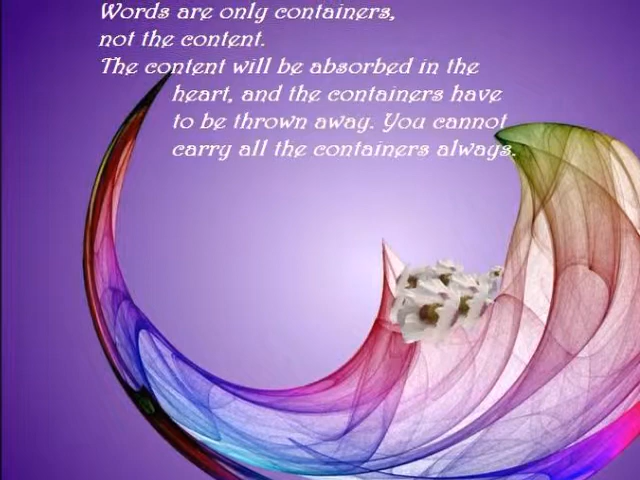 Words are only containers,
not the content.
The content will be absorbed in the
heart, and the containers have
to be thrown away. You cannot
carry all the containers always.